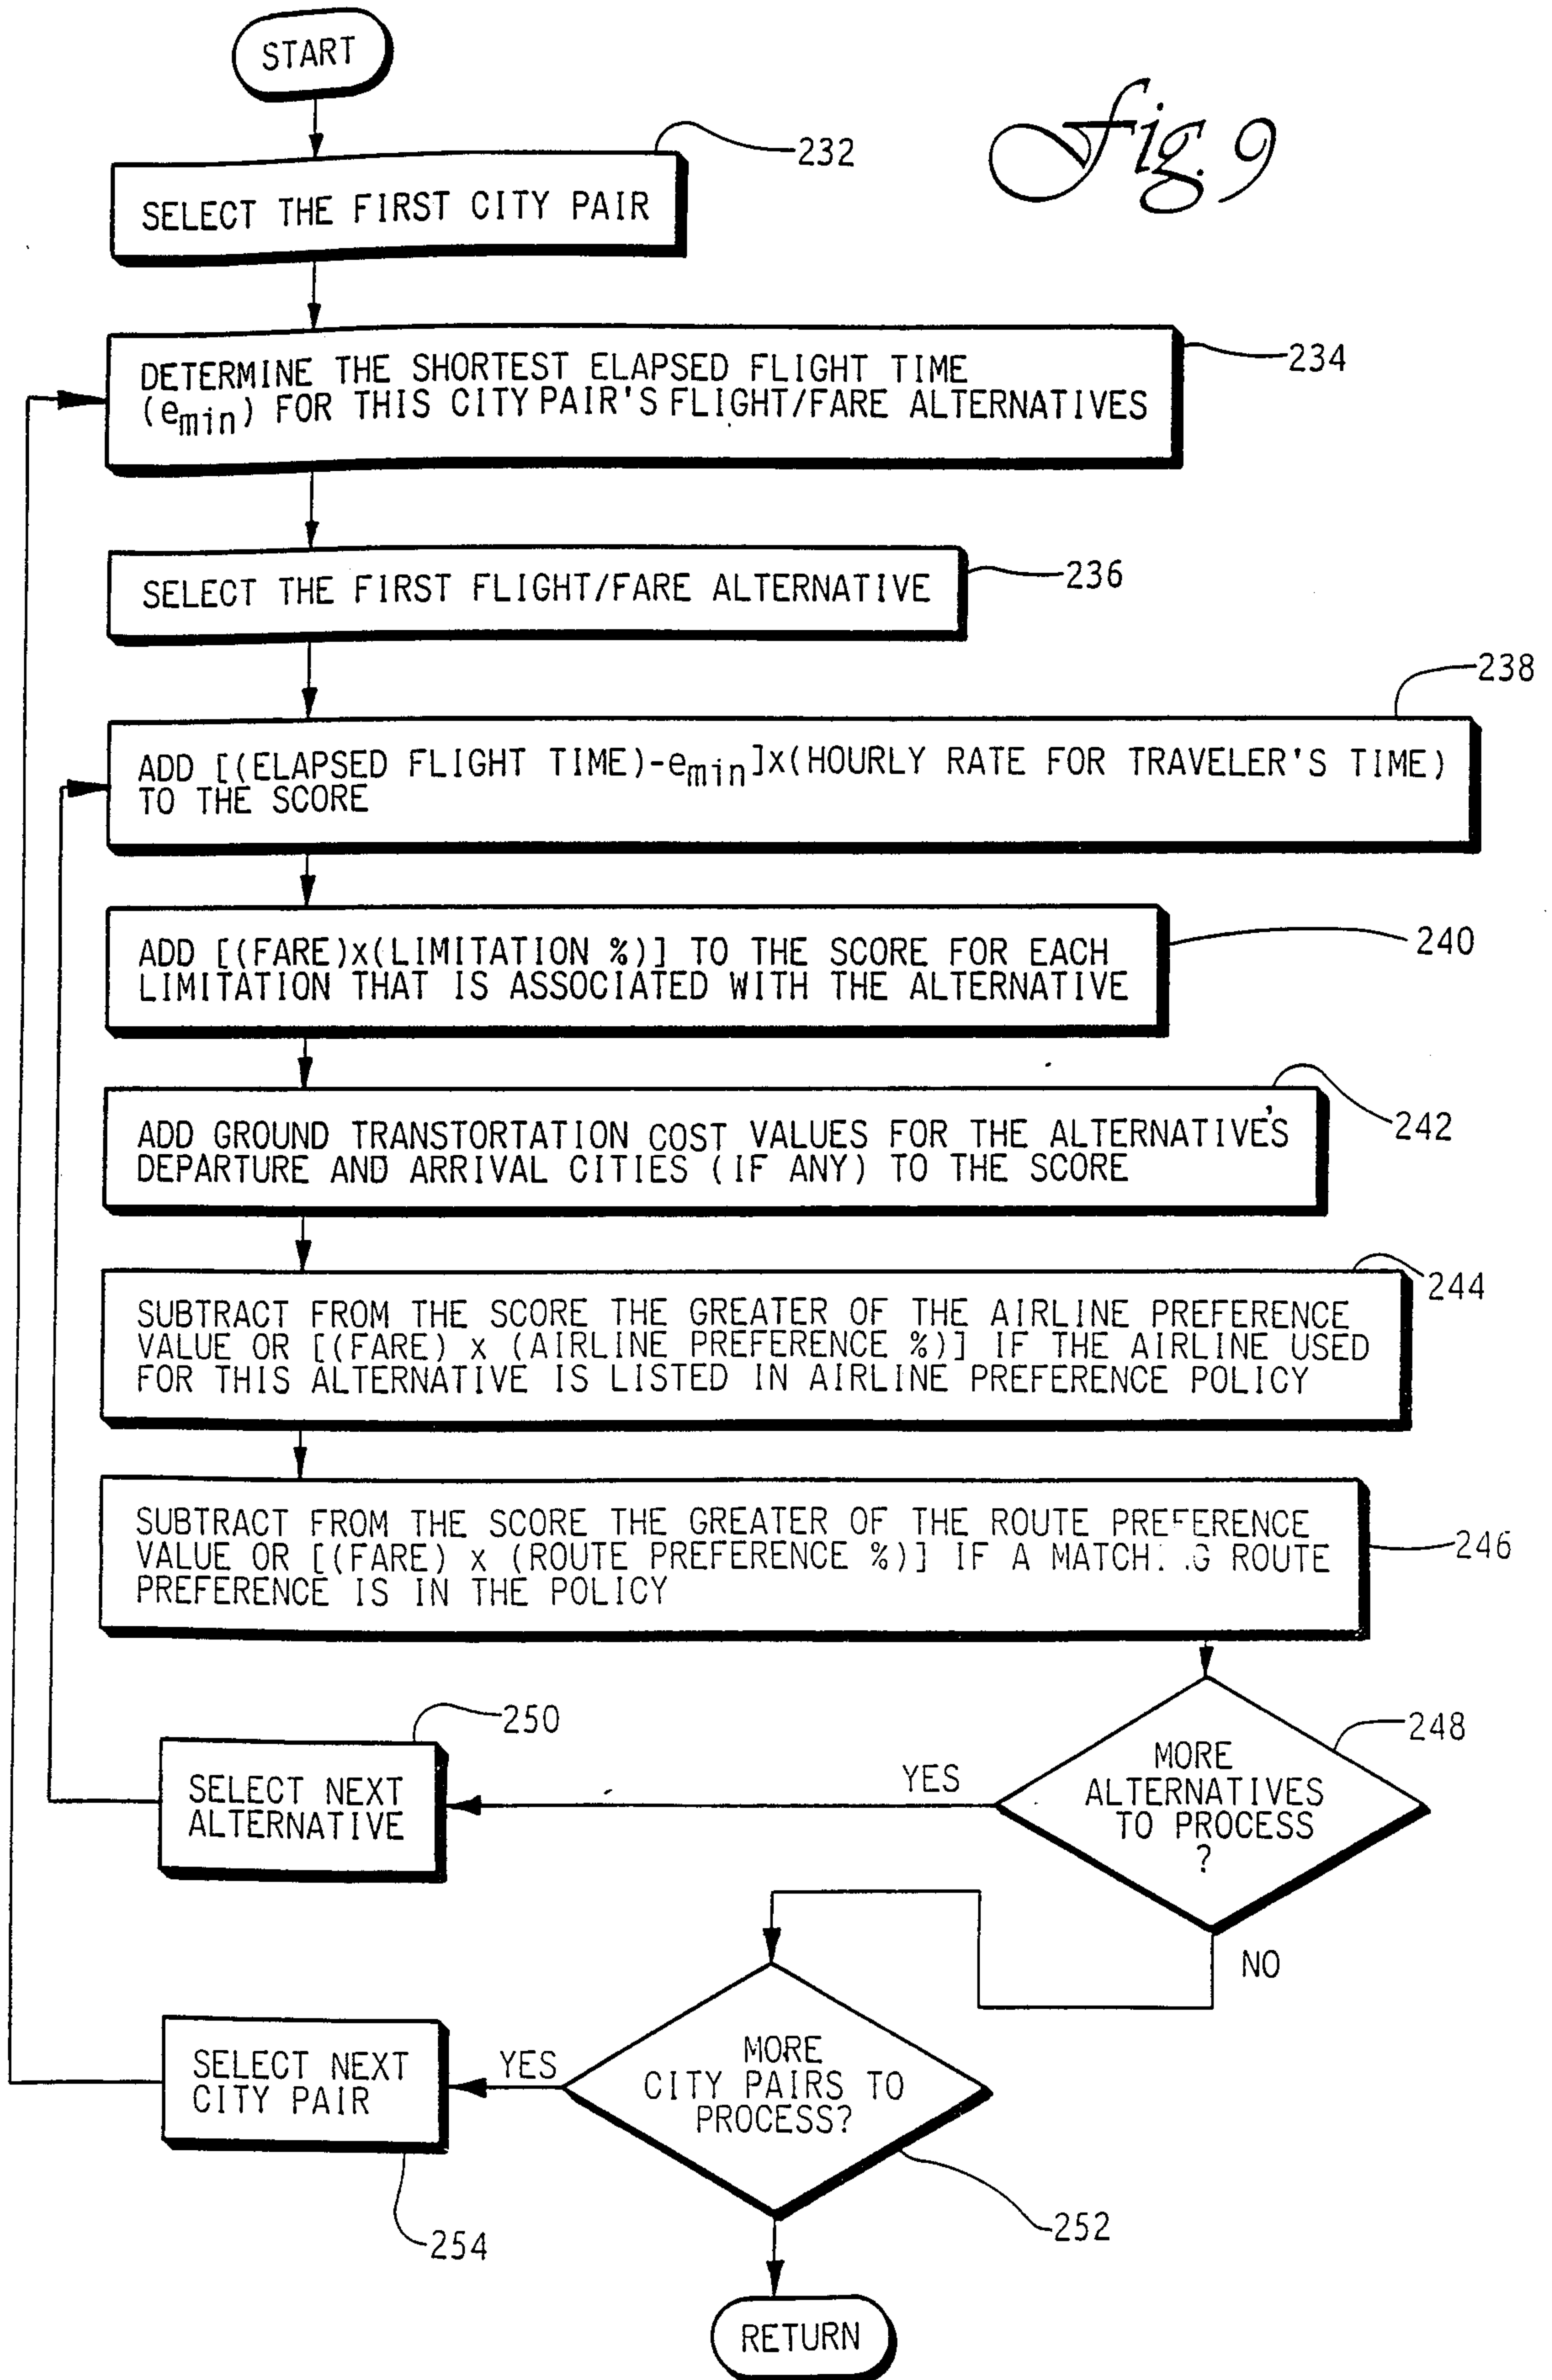 START
Fig. 9
232
SELECT THE FIRST CITY PAIR
234
DETERMINE THE SHORTEST ELAPSED FLIGHT TIME
(emin) FOR THIS CITY PAIR'S FLIGHT/FARE ALTERNATIVES
236
SELECT THE FIRST FLIGHT/FARE ALTERNATIVE
238
ADD [(ELAPSED FLIGHT TIME)-emin]x(HOURLY RATE FOR TRAVELER'S TIME)
TO THE SCORE
240
ADD [(FARE)x(LIMITATION %)] TO THE SCORE FOR EACH
LIMITATION THAT IS ASSOCIATED WITH THE ALTERNATIVE
242
ADD GROUND TRANSTORTATION COST VALUES FOR THE ALTERNATIVE'S
DEPARTURE AND ARRIVAL CITIES (IF ANY) TO THE SCORE
244
SUBTRACT FROM THE SCORE THE GREATER OF THE AIRLINE PREFERENCE
VALUE OR [(FARE) x (AIRLINE PREFERENCE %)] IF THE AIRLINE USED
FOR THIS ALTERNATIVE IS LISTED IN AIRLINE PREFERENCE POLICY
246
SUBTRACT FROM THE SCORE THE GREATER OF THE ROUTE PREFERENCE
VALUE OR [(FARE) x (ROUTE PREFERENCE %)] IF A MATCHING ROUTE
PREFERENCE IS IN THE POLICY
248
MORE
ALTERNATIVES
TO PROCESS
?
YES
250
SELECT NEXT
ALTERNATIVE
NO
MORE
CITY PAIRS TO
PROCESS?
252
YES
SELECT NEXT
CITY PAIR
254
RETURN